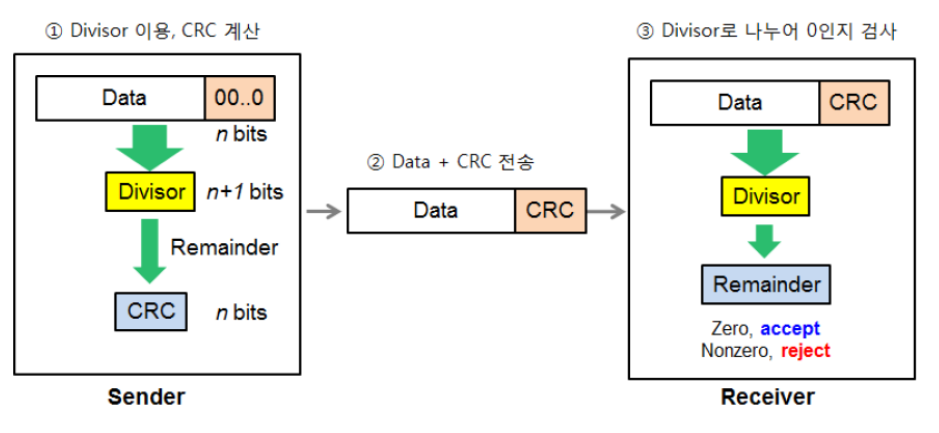 ① Divisor 이용, CRC 계산
Data 00..0
n bits
Divisor n+1 bits
Remainder
CRC n bits
Sender
② Data + CRC 전송
Data CRC
③ Divisor로 나누어 0인지 검사
Data CRC
Divisor
Remainder
Zero, accept
Nonzero, reject
Receiver